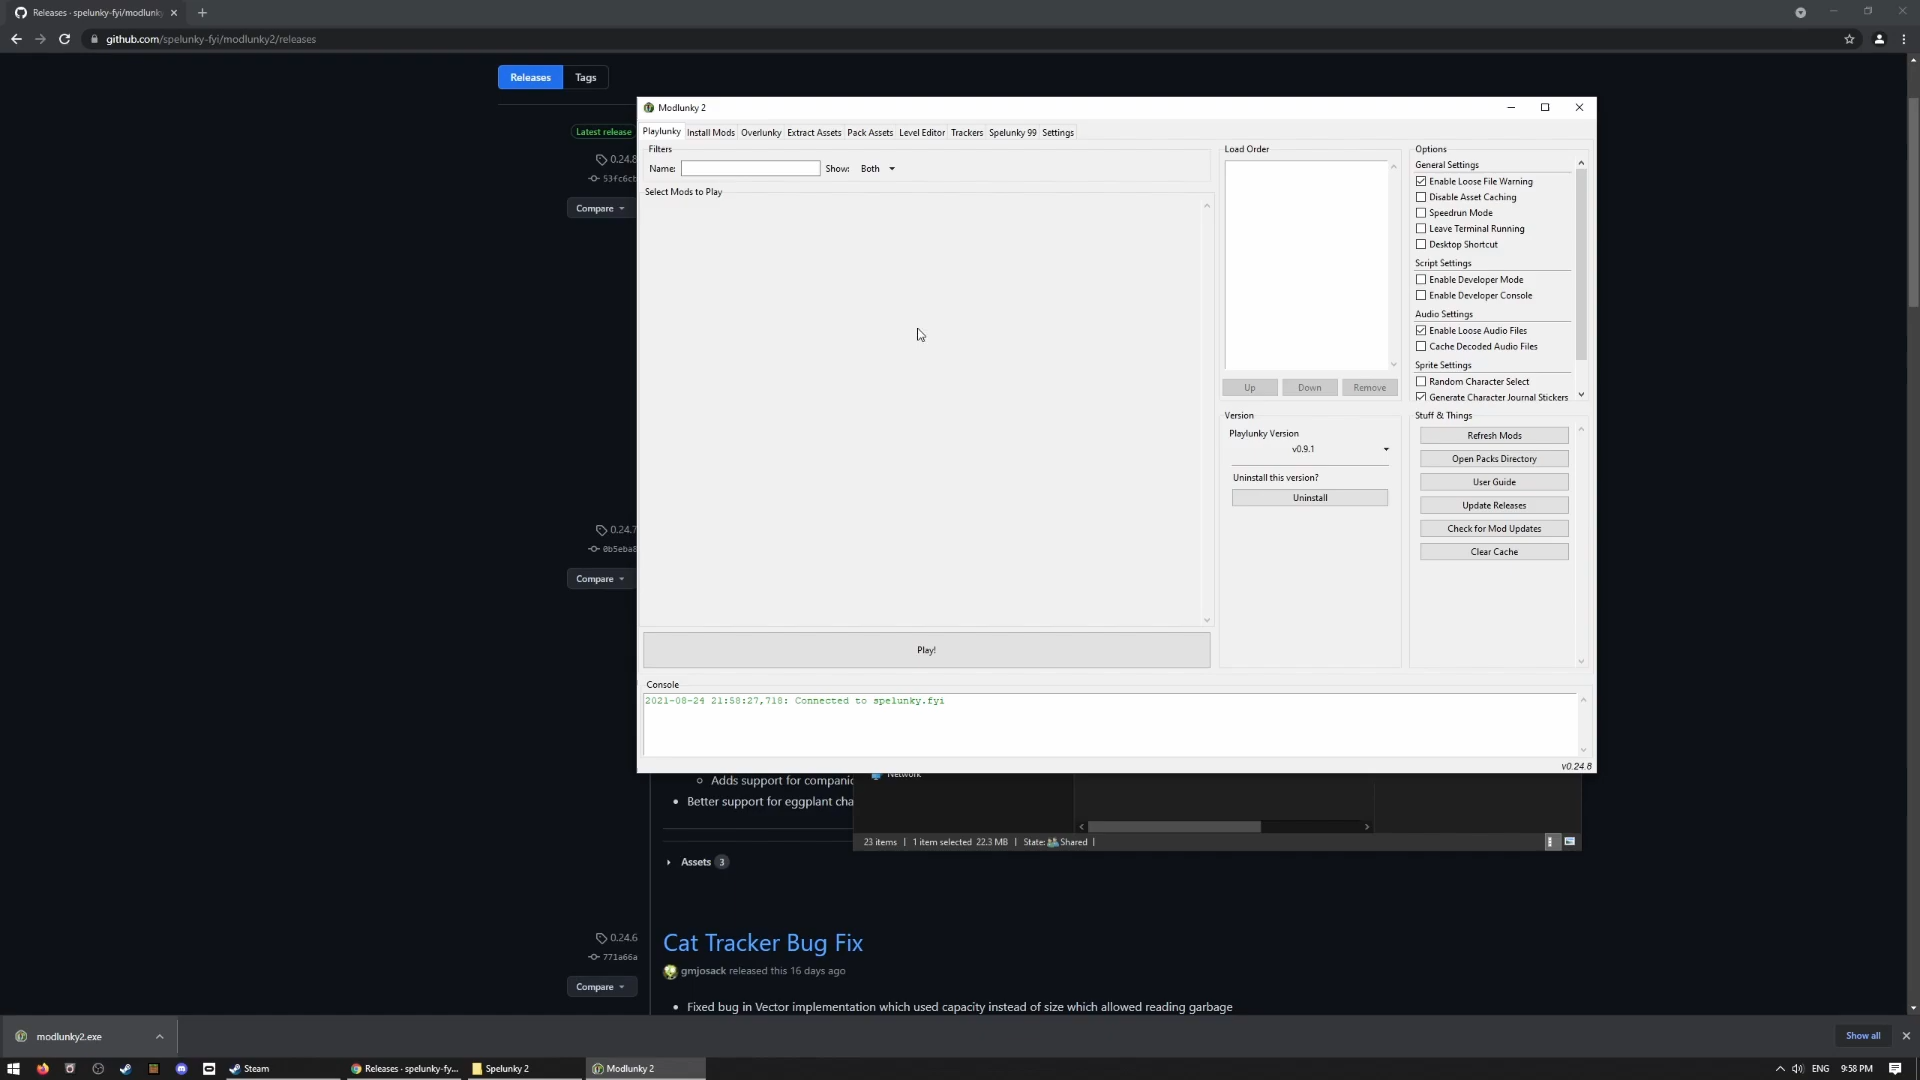 Releases · spelunky-fyi/modlunky
github.com/spelunky-fyi/modlunky2/releases
Releases
Tags
Latest release
0.24.8
53fc6c
Compare
0.24.7
0b5eba8
Compare
Modlunky 2
Playlunky
Install Mods
Overlunky
Extract Assets
Pack Assets
Level Editor
Trackers
Spelunky 99
Settings
Filters
Name:
Show:
Both
Select Mods to Play
Play!
Load Order
Up
Down
Remove
Version
Playlunky Version
v0.9.1
Uninstall this version?
Uninstall
Options
General Settings
Enable Loose File Warning
Disable Asset Caching
Speedrun Mode
Leave Terminal Running
Desktop Shortcut
Script Settings
Enable Developer Mode
Enable Developer Console
Audio Settings
Enable Loose Audio Files
Cache Decoded Audio Files
Sprite Settings
Random Character Select
Generate Character Journal Stickers
Stuff & Things
Refresh Mods
Open Packs Directory
User Guide
Update Releases
Check for Mod Updates
Clear Cache
Console
2021-08-24 21:58:27,718: Connected to spelunky.fyi
v0.24.8
Network
Adds support for companio
Better support for eggplant cha
23 items | 1 item selected 22.3 MB | State: Shared |
Assets 3
0.24.6
771a66a
Compare
Cat Tracker Bug Fix
gmjosack released this 16 days ago
Fixed bug in Vector implementation which used capacity instead of size which allowed reading garbage
modlunky2.exe
Show all
Steam
Releases · spelunky-fy...
Spelunky 2
Modlunky 2
ENG
9:58 PM